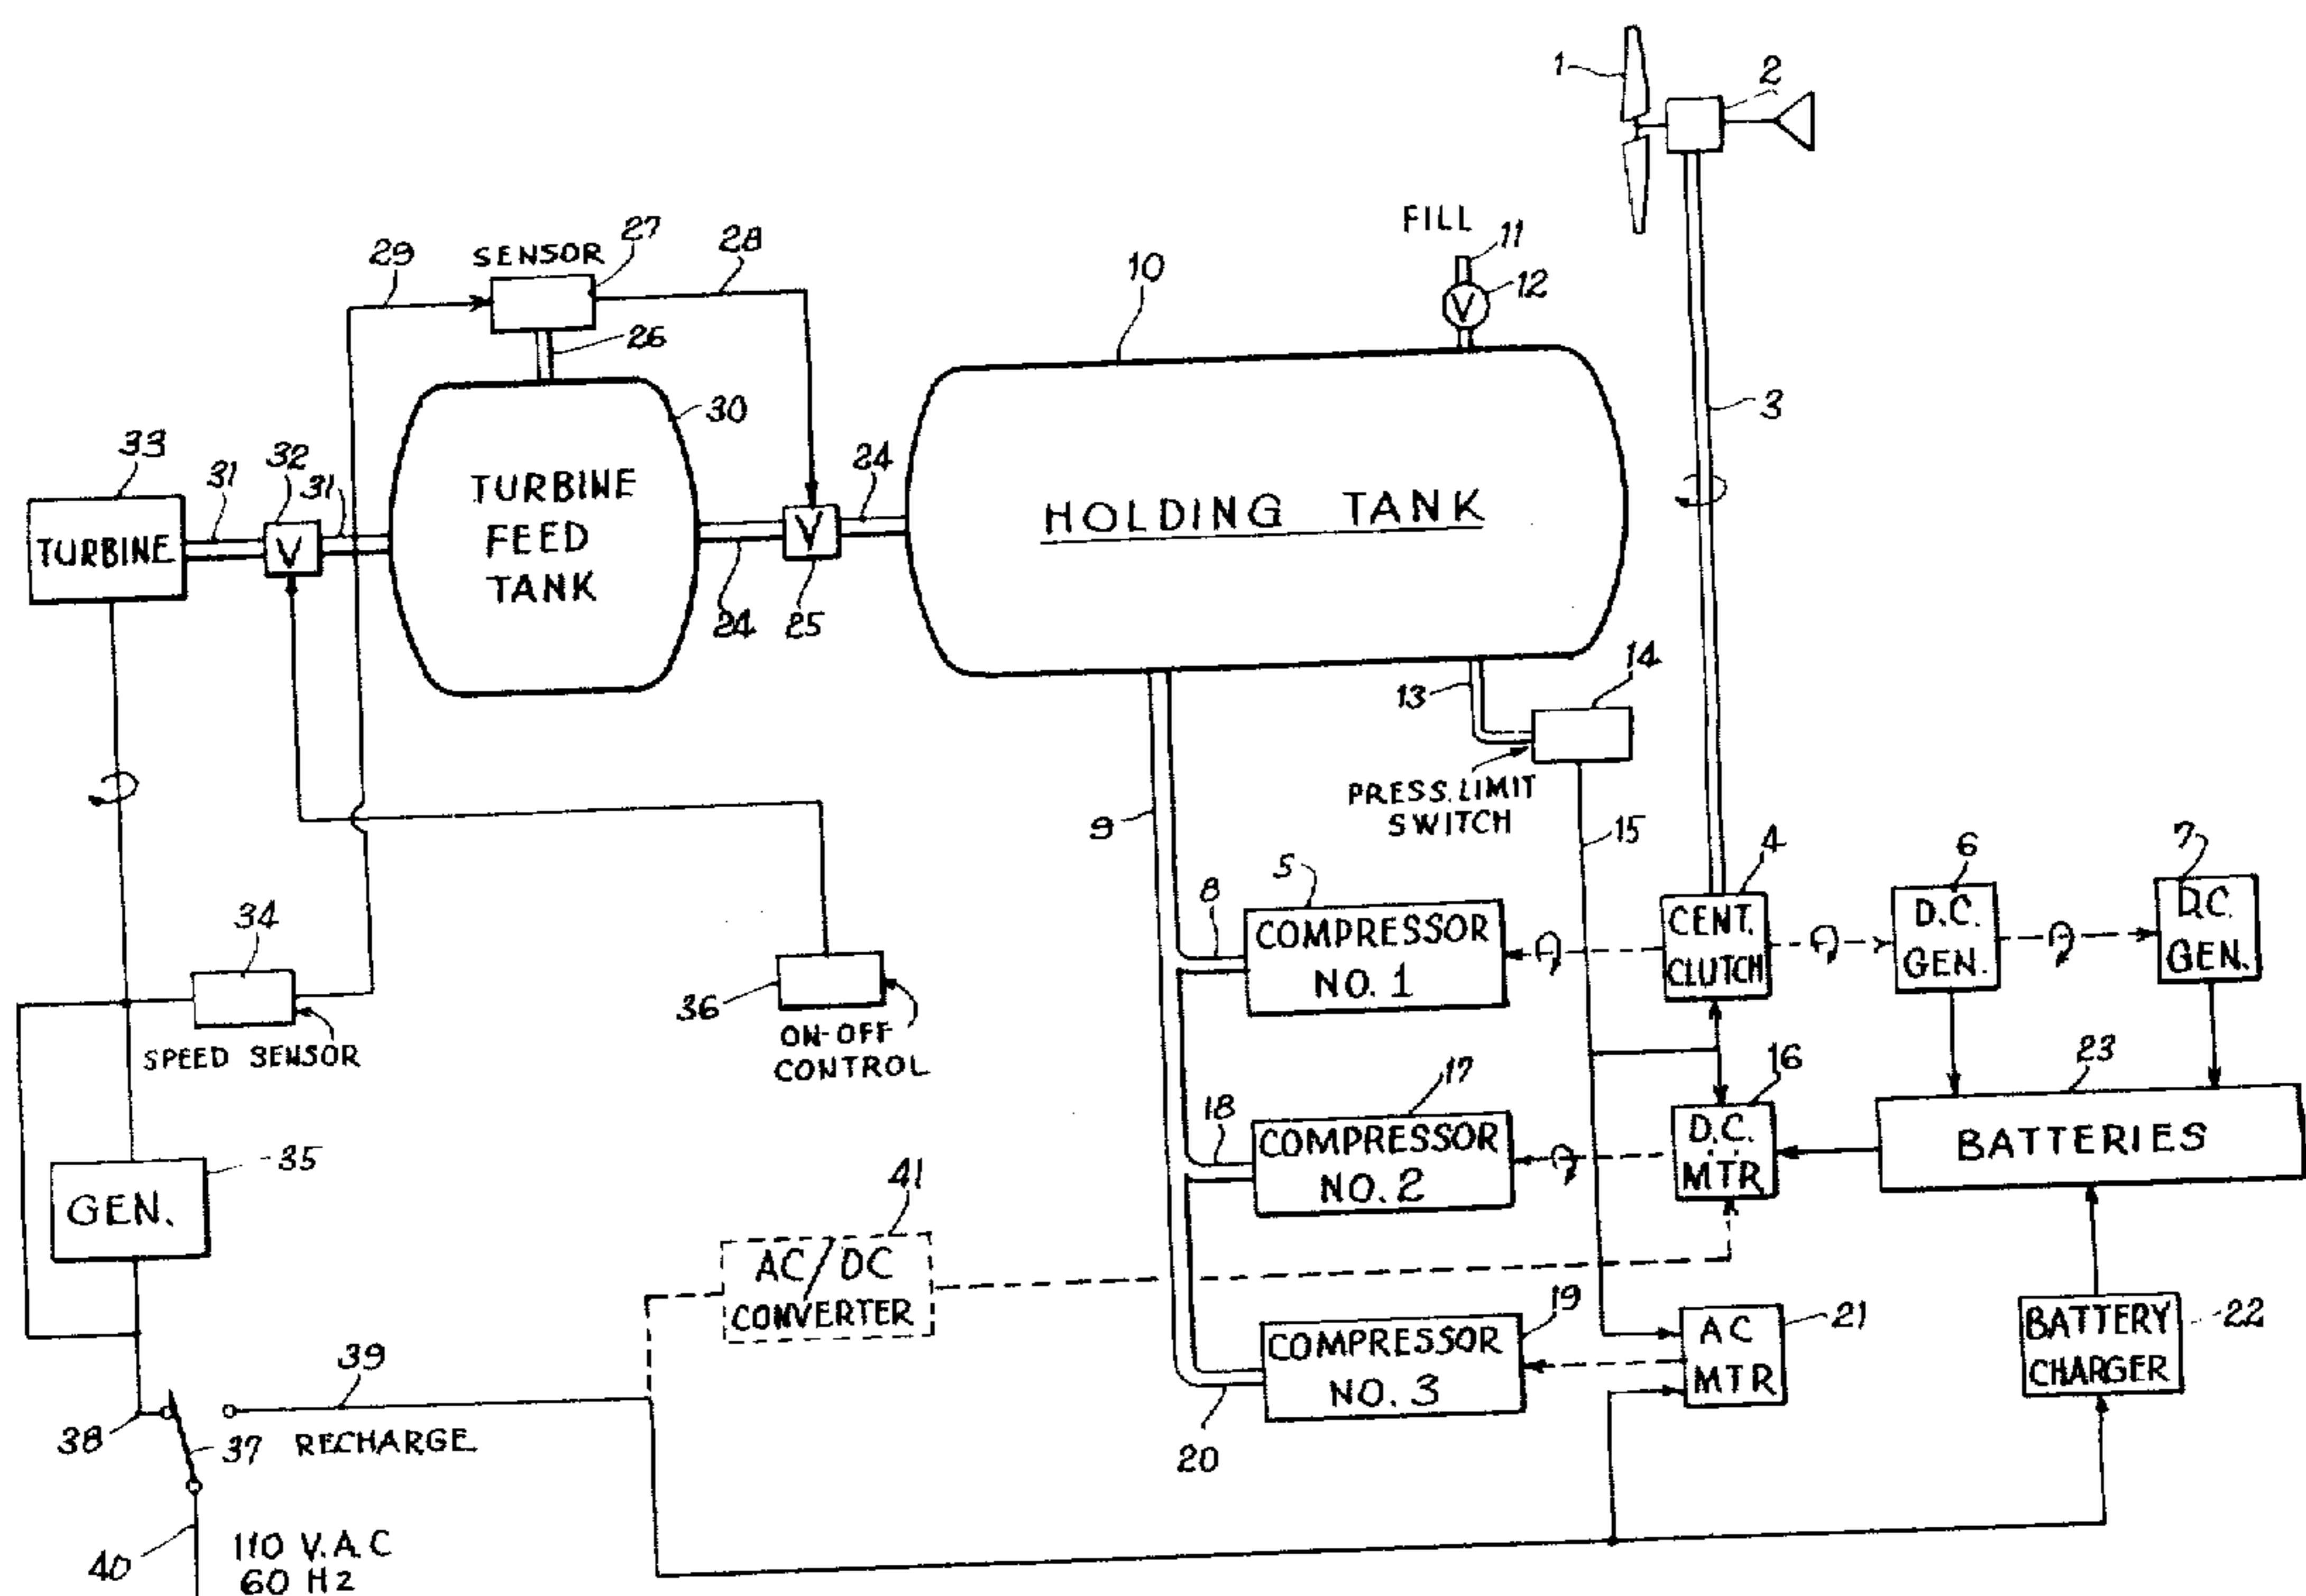 1
2
FILL
11
12
10
3
SENSOR
27
28
29
26
30
33
31
32
31
24
TURBINE
FEED
TANK
HOLDING TANK
TURBINE
V
V
V
24
25
14
13
PRESS. LIMIT
SWITCH
15
9
4
6
7
5
8
COMPRESSOR
NO. 1
CENT.
CLUTCH
D.C.
GEN.
D.C.
GEN.
34
SPEED SENSOR
36
ON-OFF
CONTROL
17
16
23
18
COMPRESSOR
NO. 2
D.C.
MTR
BATTERIES
35
GEN.
41
AC/DC
CONVERTER
19
COMPRESSOR
NO. 3
AC
MTR
21
BATTERY
CHARGER
22
39
38
37
RECHARGE
20
40
110 V.A.C
60 HZ